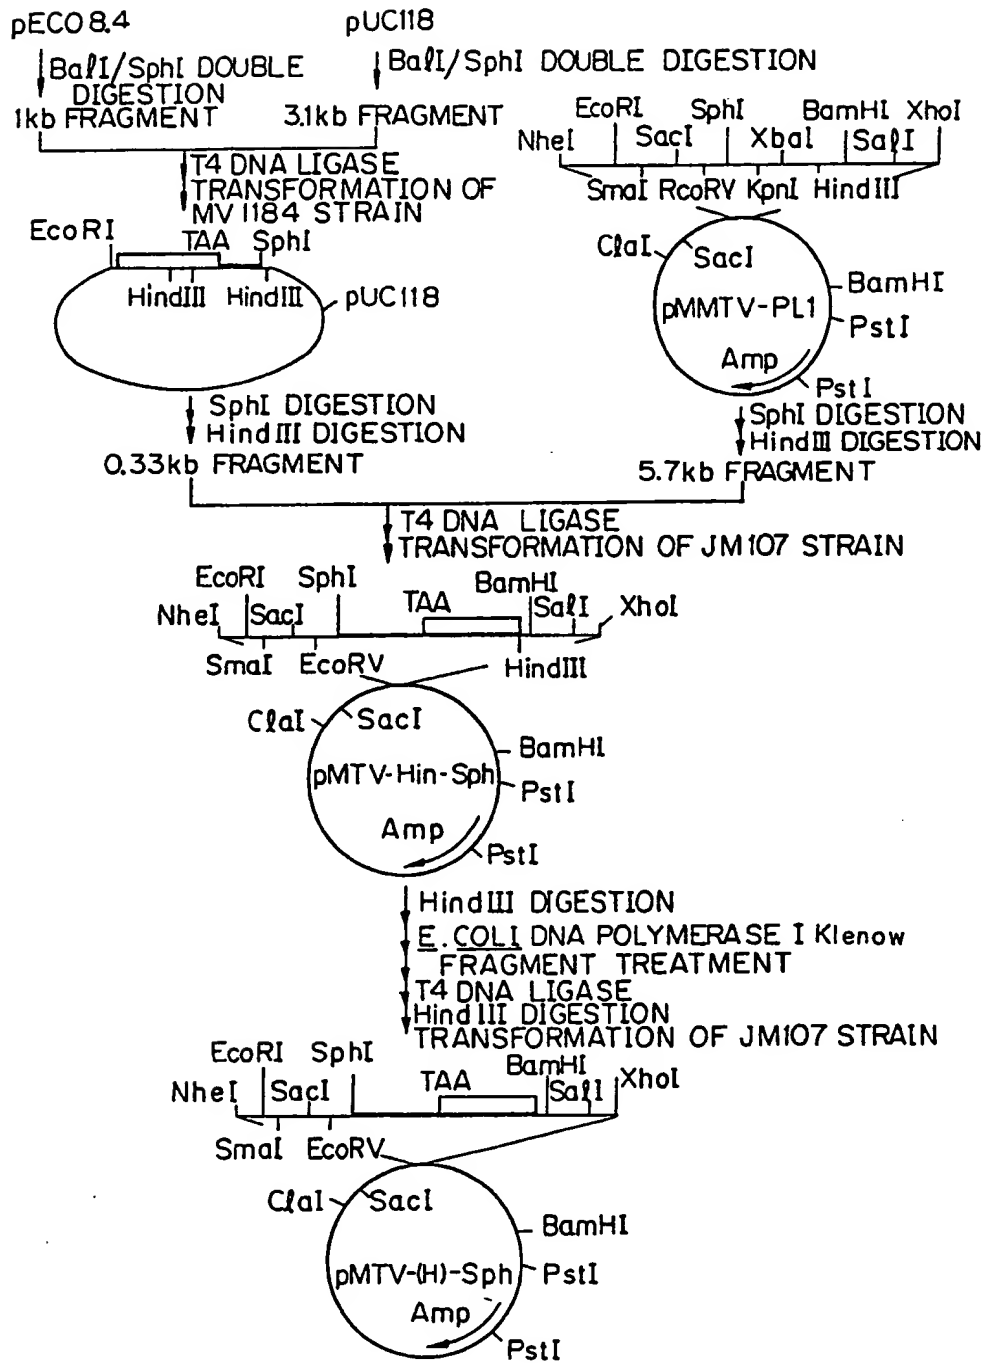 pECO 8.4
pUC118
BalI/SphI DOUBLE
DIGESTION
1kb FRAGMENT
BalI/SphI DOUBLE DIGESTION
3.1kb FRAGMENT
T4 DNA LIGASE
TRANSFORMATION OF
MV 1184 STRAIN
EcoRI
TAA
SphI
HindIII
HindIII
pUC118
EcoRI
SphI
BamHI
XhoI
NheI
SacI
XbaI
SalI
SmaI
RcoRV
KpnI
HindIII
ClaI
SacI
pMMTV-PL1
BamHI
PstI
Amp
PstI
SphI DIGESTION
HindIII DIGESTION
0.33kb FRAGMENT
SphI DIGESTION
HindIII DIGESTION
5.7kb FRAGMENT
T4 DNA LIGASE
TRANSFORMATION OF JM107 STRAIN
EcoRI
SphI
BamHI
NheI
SacI
TAA
SalI
XhoI
SmaI
EcoRV
HindIII
ClaI
SacI
pMTV-Hin-Sph
BamHI
PstI
Amp
PstI
HindIII DIGESTION
E. COLI DNA POLYMERASE I Klenow
FRAGMENT TREATMENT
T4 DNA LIGASE
HindIII DIGESTION
TRANSFORMATION OF JM107 STRAIN
EcoRI
SphI
BamHI
NheI
SacI
TAA
SalI
XhoI
SmaI
EcoRV
ClaI
SacI
BamHI
pMTV-(H)-Sph
PstI
Amp
PstI